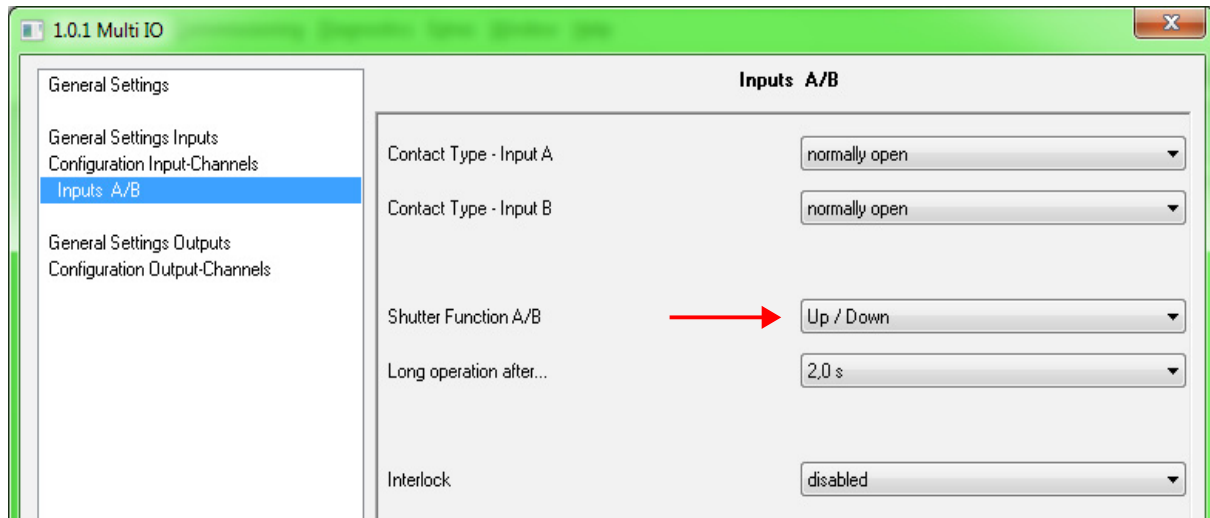 1.0.1 Multi IO
General Settings
General Settings Inputs
Configuration Input-Channels
Inputs A/B
General Settings Outputs
Configuration Output-Channels
Inputs A/B
Contact Type - Input A
normally open
Contact Type - Input B
normally open
Shutter Function A/B
Up / Down
Long operation after...
2,0 s
Interlock
disabled